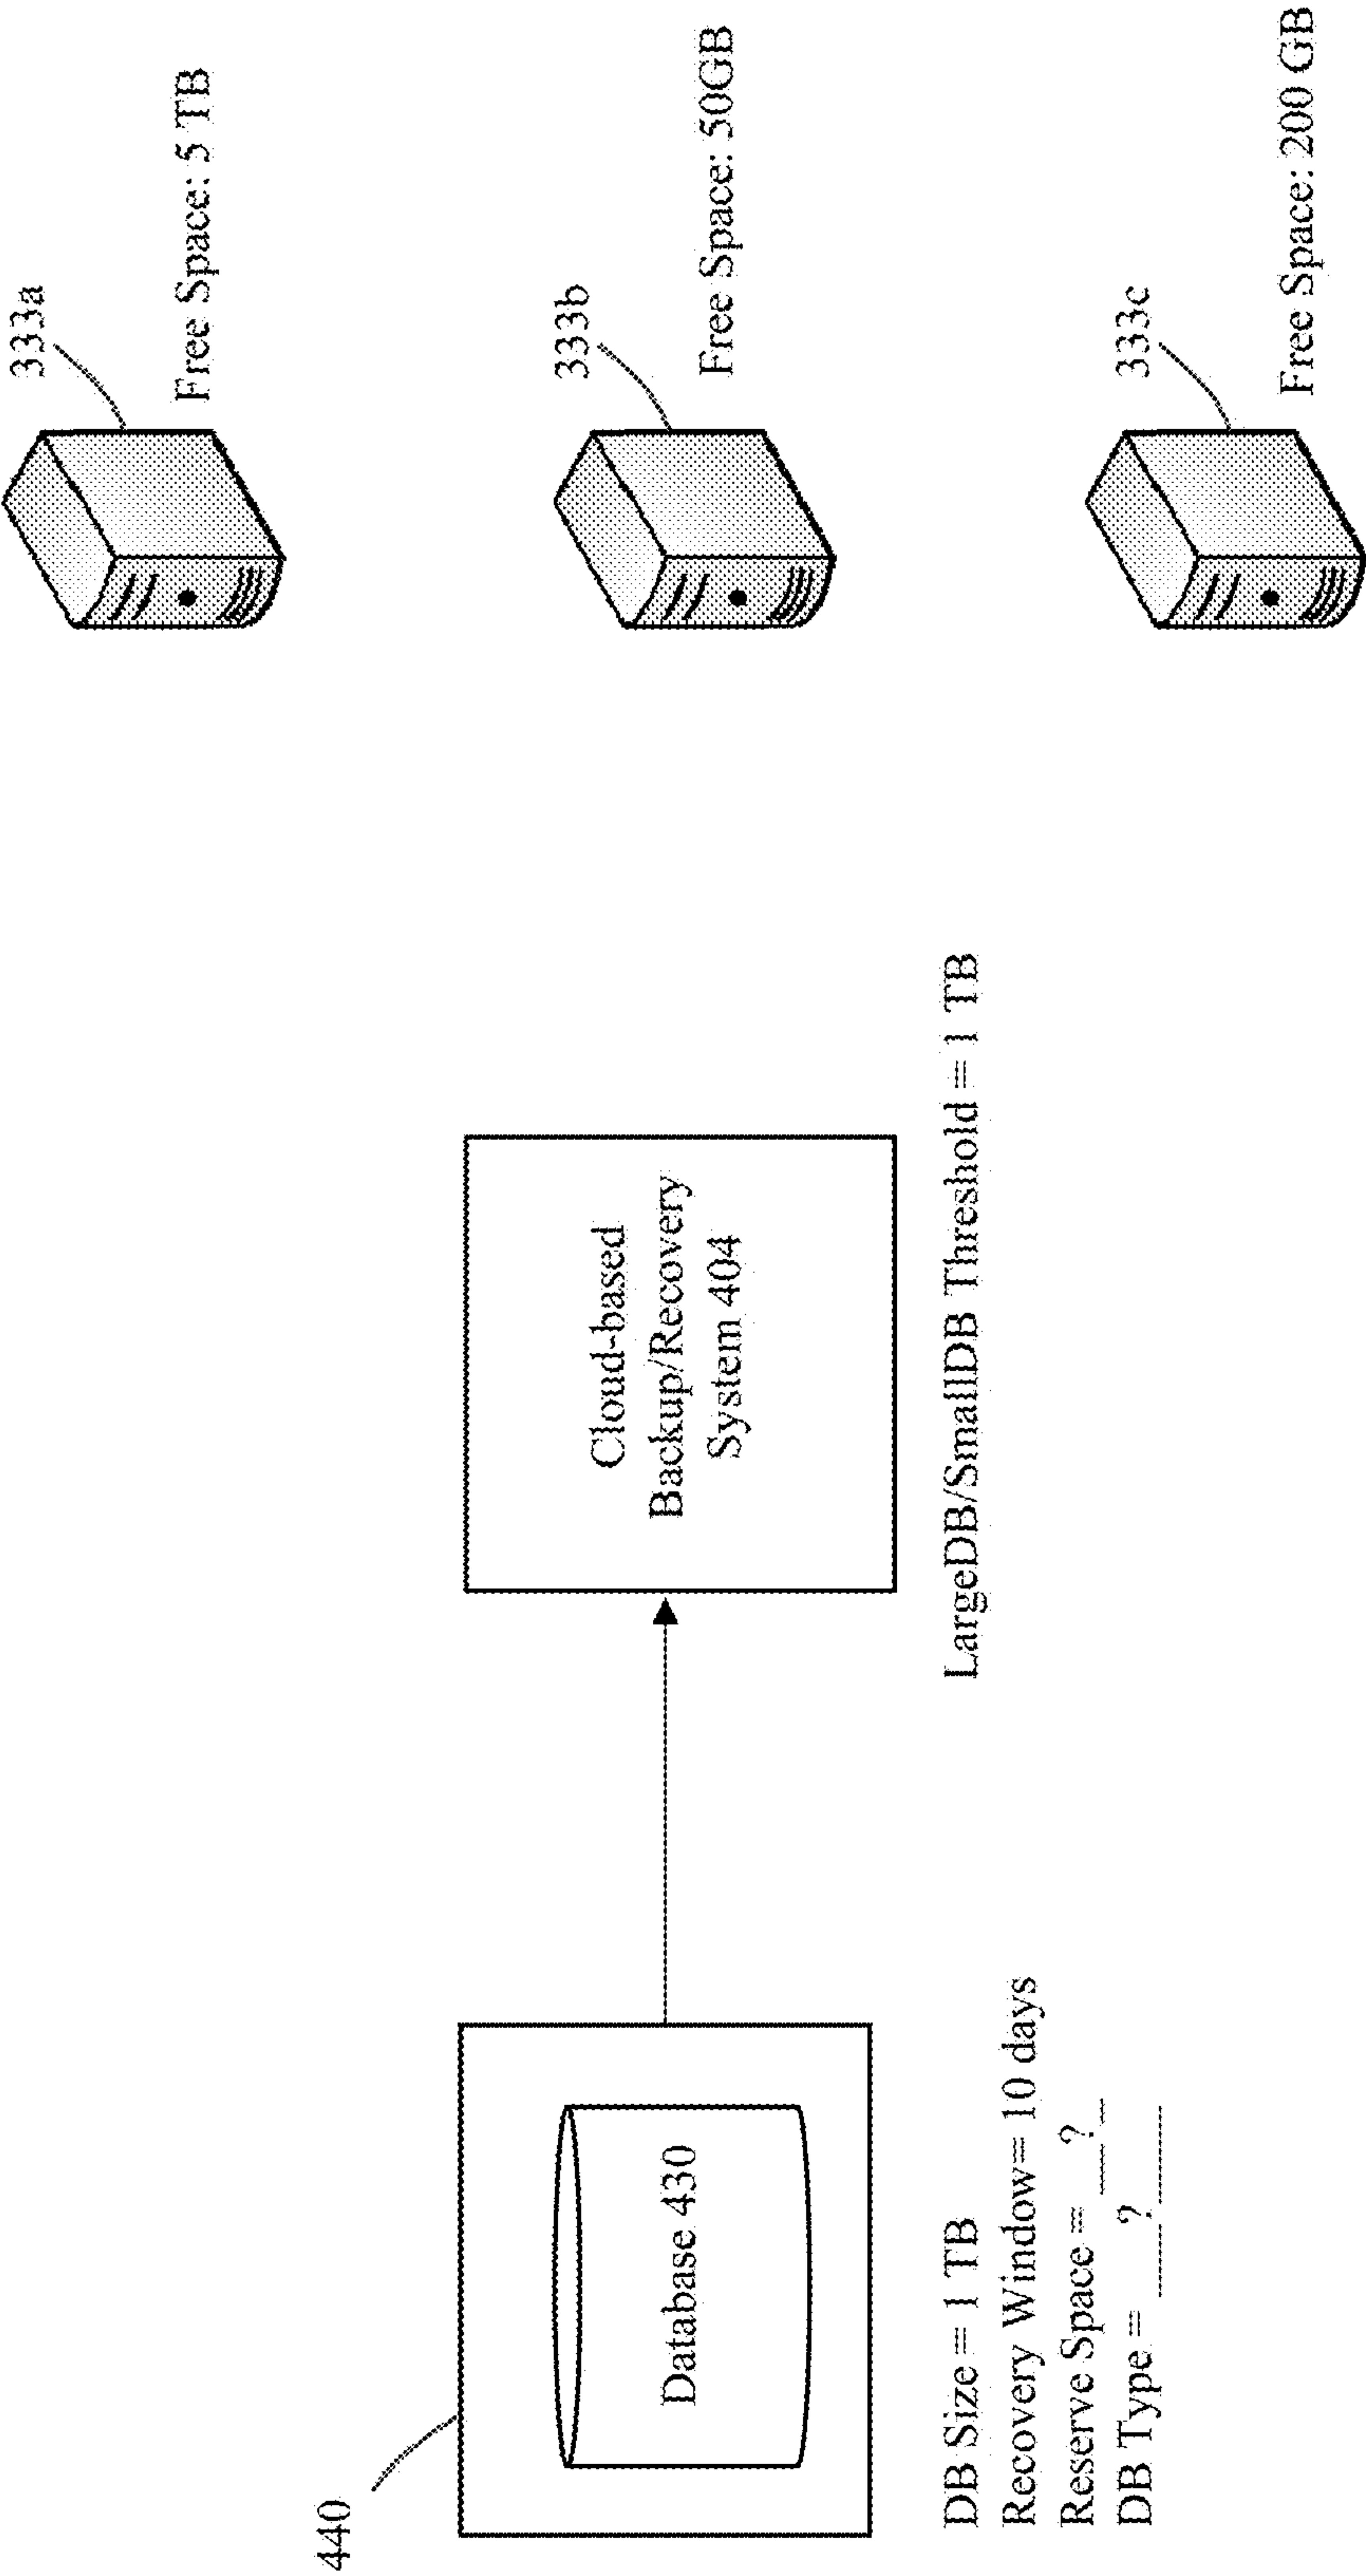 440
Database 430
DB Size = 1 TB
Recovery Window= 10 days
Reserve Space = __?_
DB Type = ___?____
Cloud-based
Backup/Recovery
System 404
LargeDB/SmallDB Threshold = 1 TB
333a
Free Space: 5 TB
333b
Free Space: 50GB
333c
Free Space: 200 GB